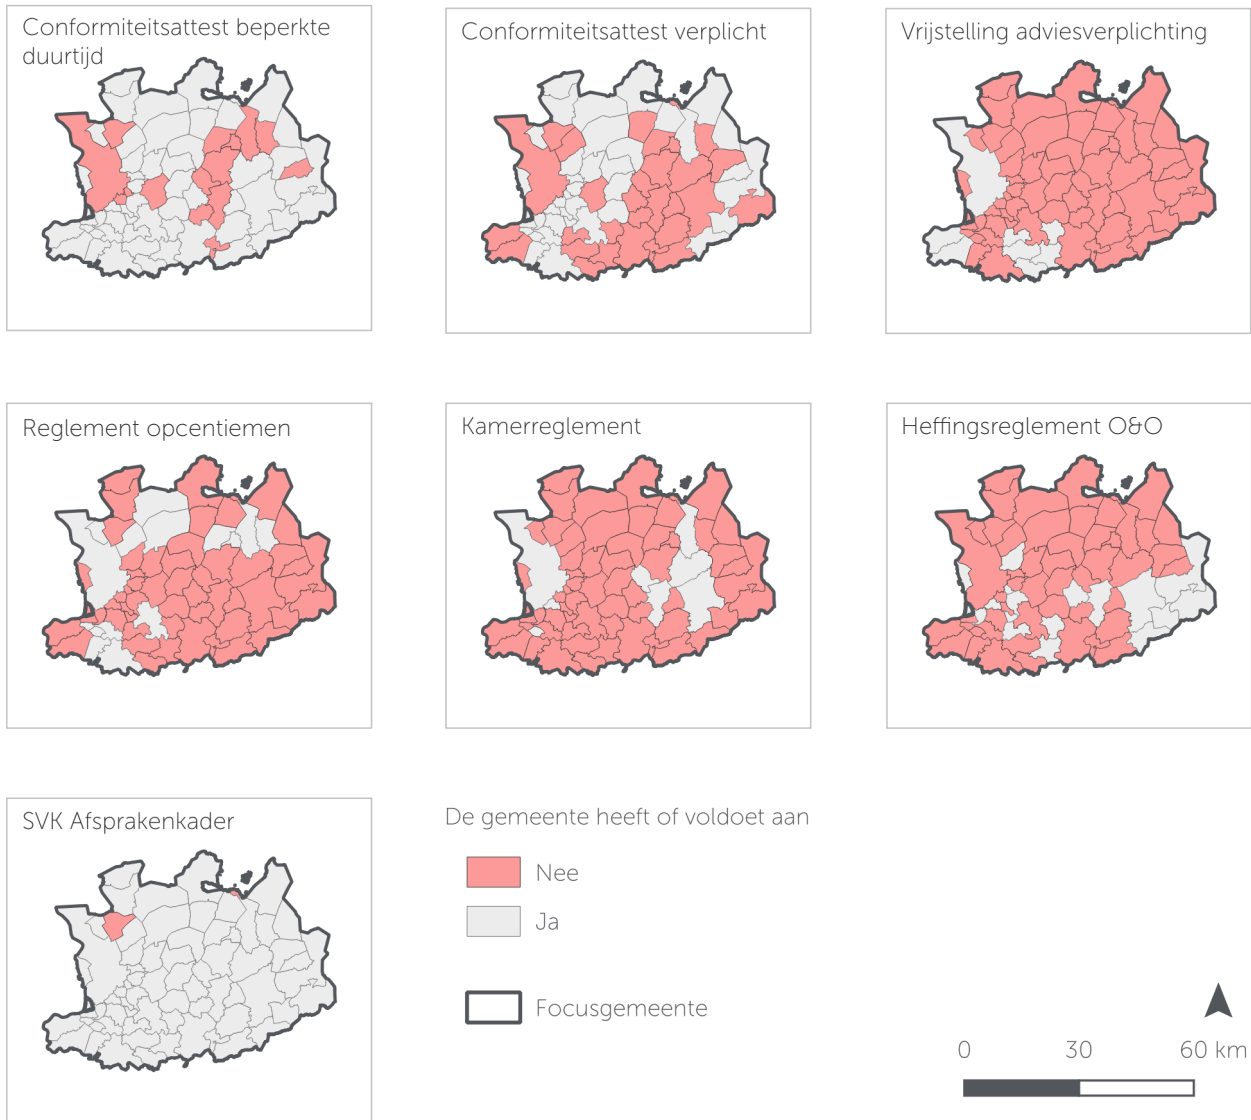 Conformiteitsattest beperkte
duurtijd
Conformiteitsattest verplicht
Vrijstelling adviesverplichting
Reglement opcentiemen
Kamerreglement
Heffingsreglement O&O
SVK Afsprakenkader
De gemeente heeft of voldoet aan
Nee
Ja
Focusgemeente
0 30 60 km